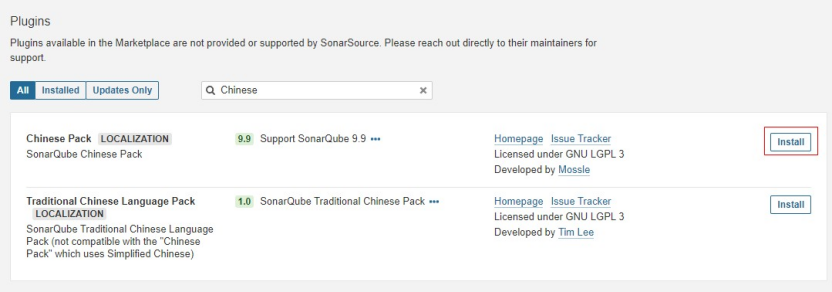 Plugins
Plugins available in the Marketplace are not provided or supported by SonarSource. Please reach out directly to their maintainers for
support.
All Installed Updates Only Chinese
Chinese Pack LOCALIZATION
SonarQube Chinese Pack
9.9 Support SonarQube 9.9
Homepage Issue Tracker
Licensed under GNU LGPL 3
Developed by Mossle
Install
Traditional Chinese Language Pack
LOCALIZATION
SonarQube Traditional Chinese Language
Pack (not compatible with the "Chinese
Pack" which uses Simplified Chinese)
1.0 SonarQube Traditional Chinese Pack
Homepage Issue Tracker
Licensed under GNU LGPL 3
Developed by Tim Lee
Install